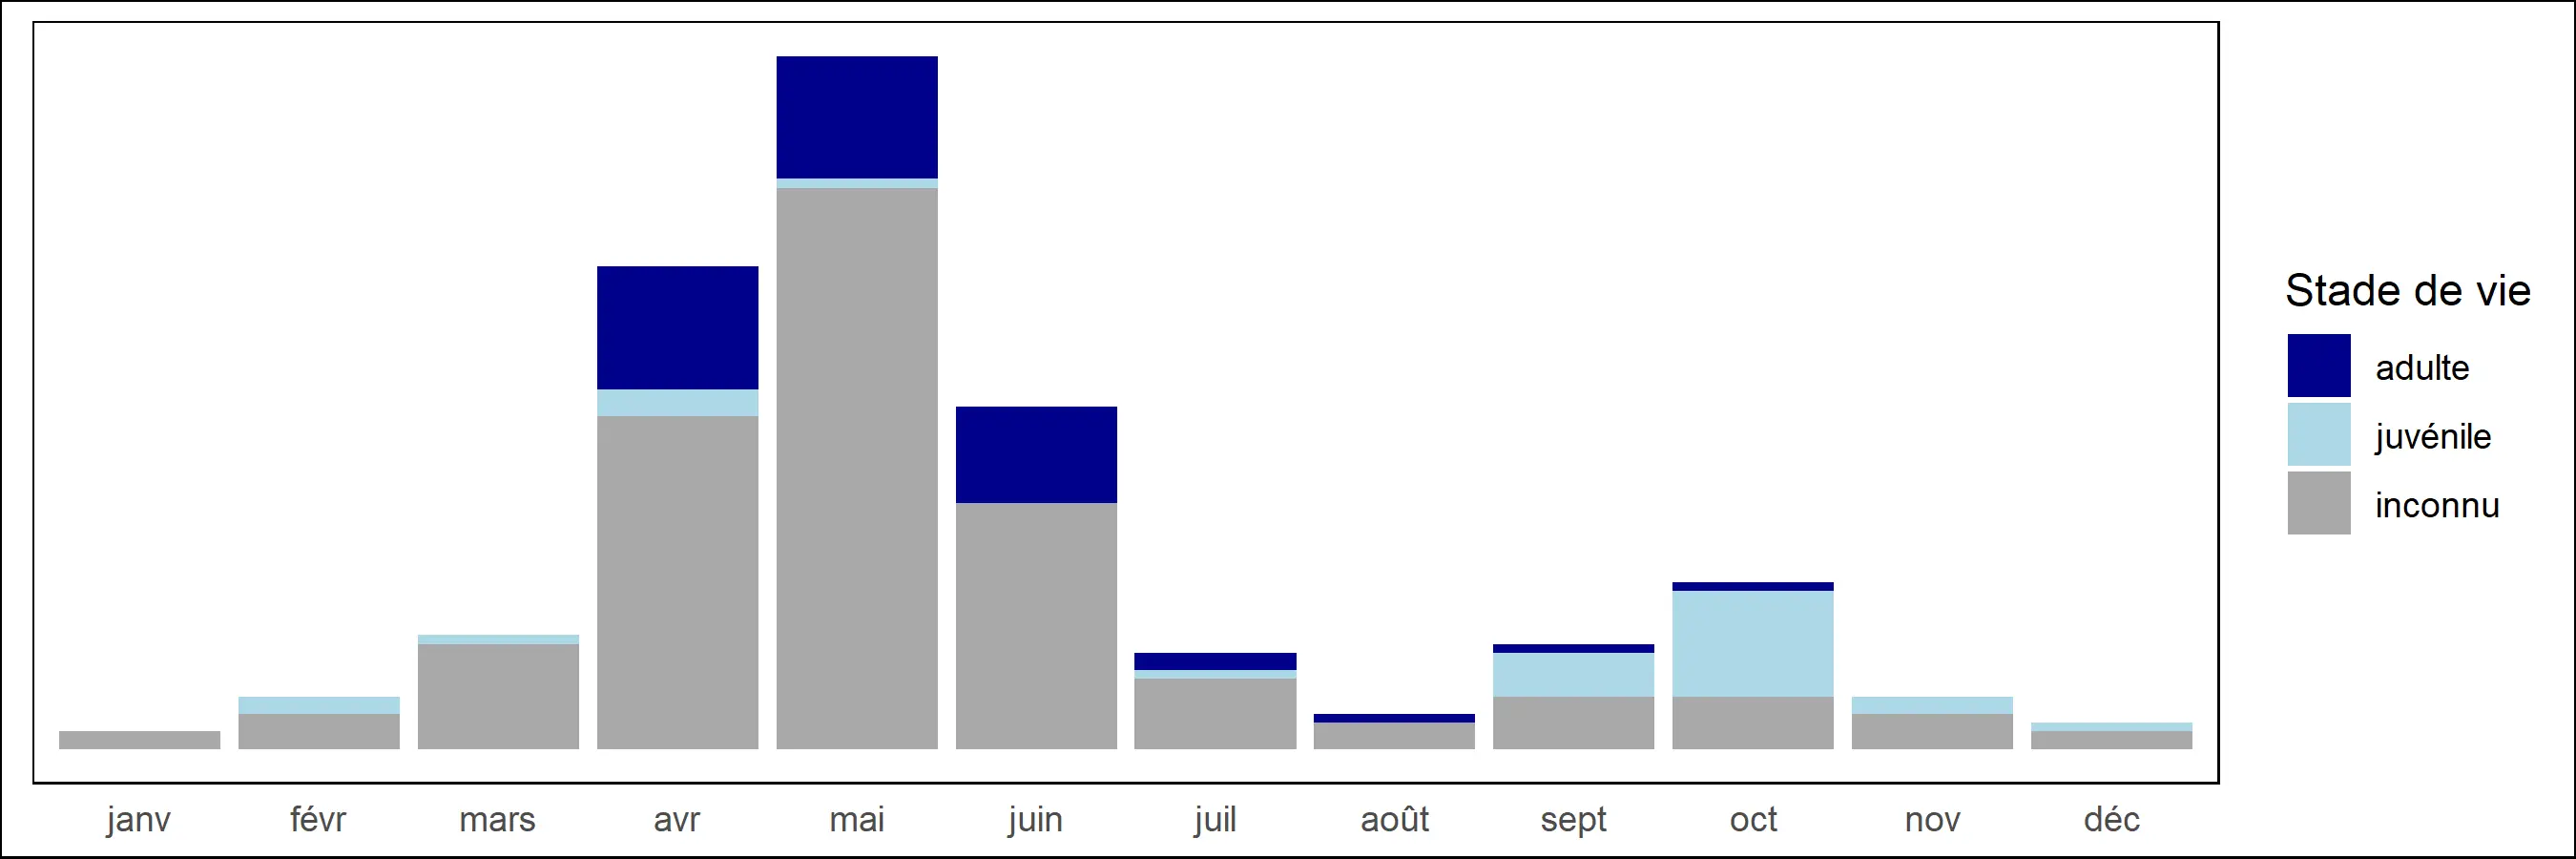 janv févr mars avr mai juin juil août sept oct nov déc
Stade de vie
adulte
juvénile
inconnu